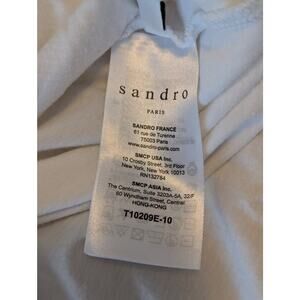 sandro
PARIS
SANDRO FRANCE
61 rue de Turenne
75003 Paris
www.sandro-paris.com
SMCP USA Inc.
10 Crosby Street, 3rd Floor
New York, New York 10013
RN132784
SMCP ASIA Inc.
The Centrium, Suite 3203A-5A, 32/F
60 Wyndham Street, Central
HONG-KONG
T10209E-10